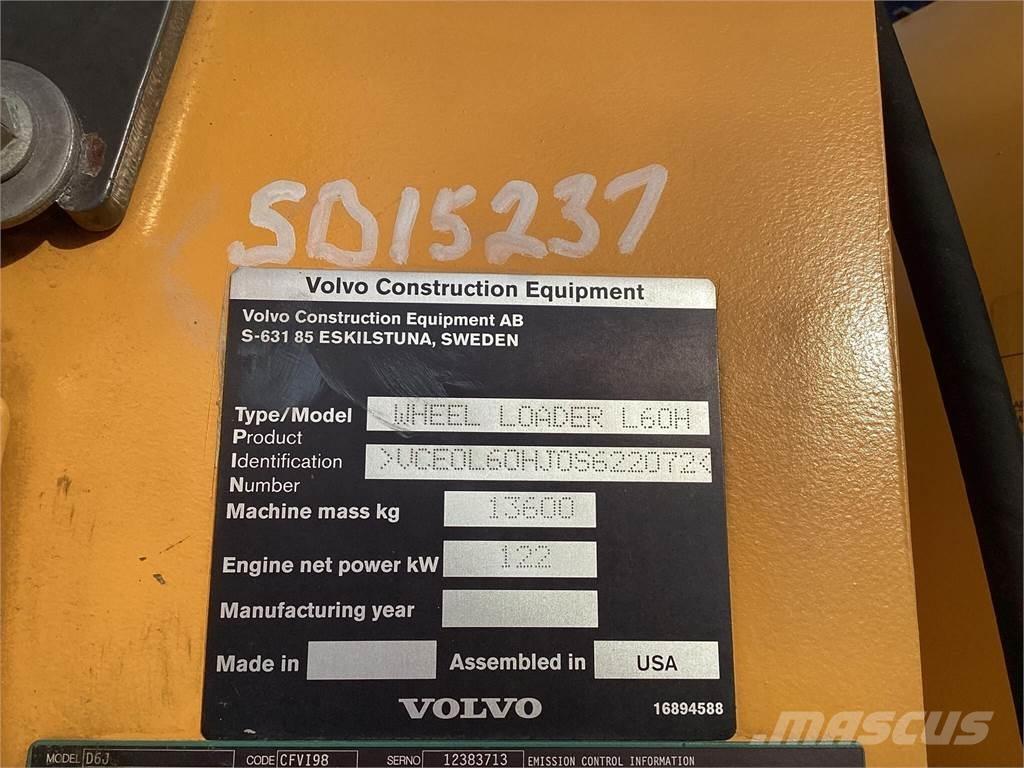 SD15237
Volvo Construction Equipment
Volvo Construction Equipment AB
S-631 85 ESKILSTUNA, SWEDEN
Type/Model WHEEL LOADER L60H
Product
Identification >VCE0L60HJ0S622072<
Number
Machine mass kg 13600
Engine net power kW 122
Manufacturing year
Made in Assembled in USA
VOLVO 16894588
MODEL D6J CODE CFVI98 SERNO 12383713 EMISSION CONTROL INFORMATION
MASCUS